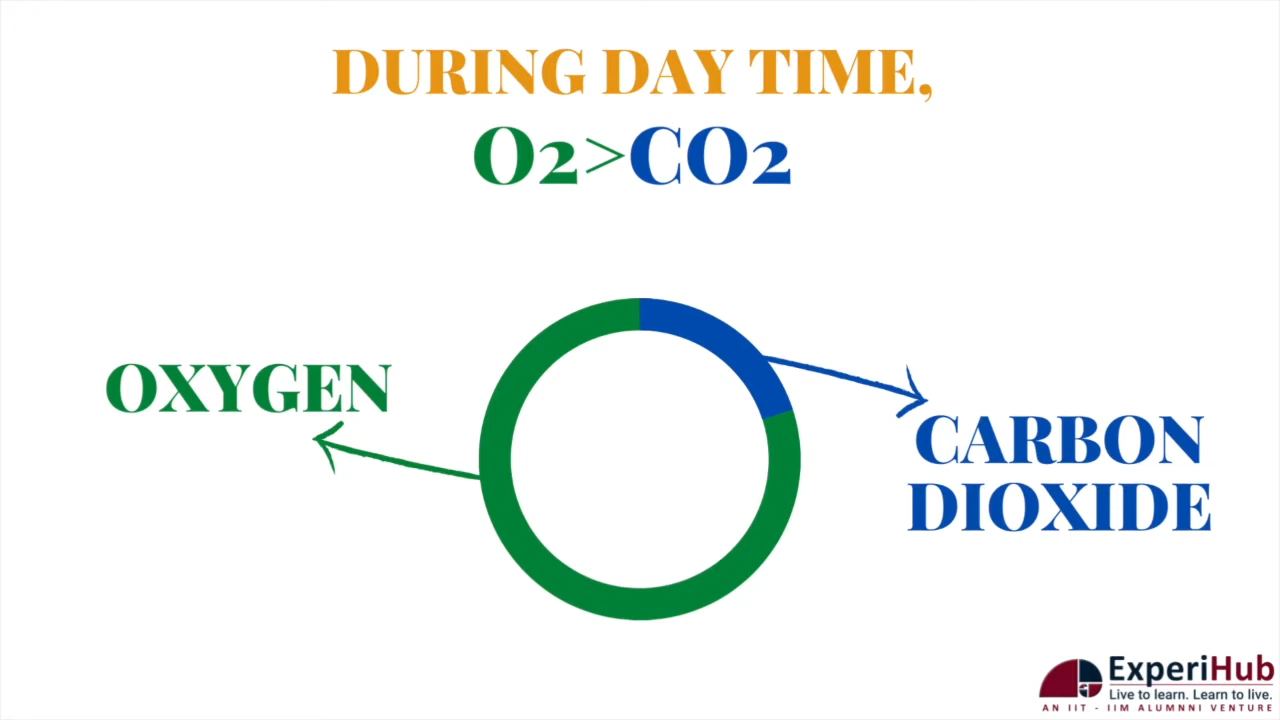 DURING DAY TIME,
O2>CO2
OXYGEN
CARBON
DIOXIDE
ExperiHub
Live to learn. Learn to live.
AN IIT - IIM ALUMNNI VENTURE